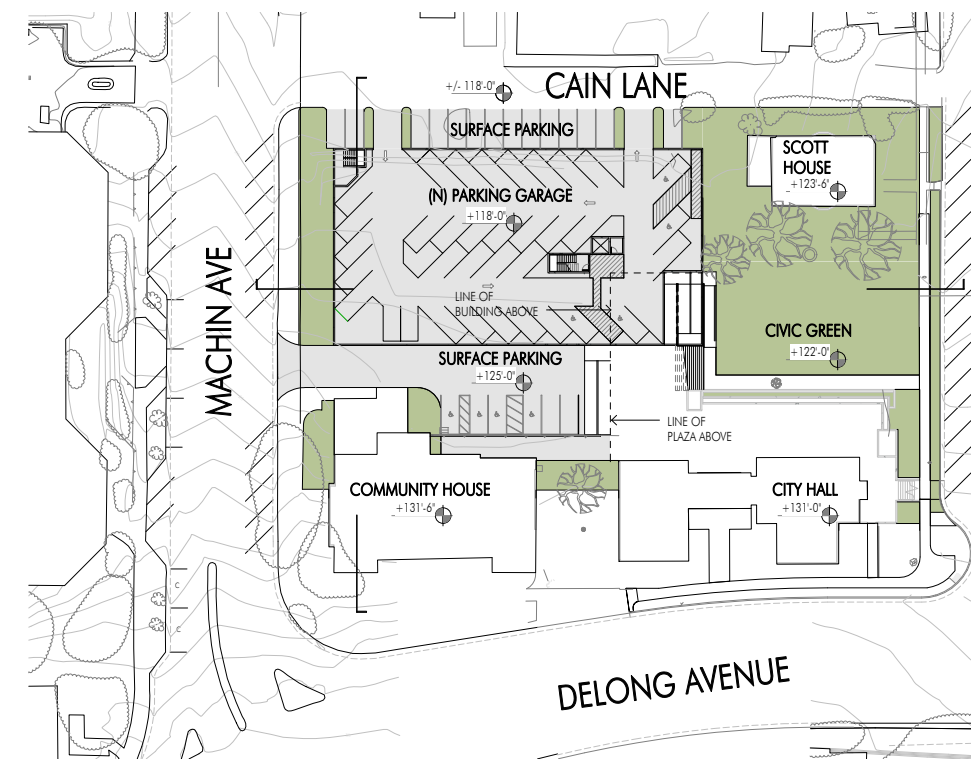 +/- 118'-0"
CAIN LANE
SURFACE PARKING
SCOTT
HOUSE
+123'-6"
(N) PARKING GARAGE
+118'-0"
MACHIN AVE
LINE OF
BUILDING ABOVE
CIVIC GREEN
+122'-0"
SURFACE PARKING
+125'-0"
LINE OF
PLAZA ABOVE
COMMUNITY HOUSE
+131'-6"
CITY HALL
+131'-0"
C
C
DELONG AVENUE